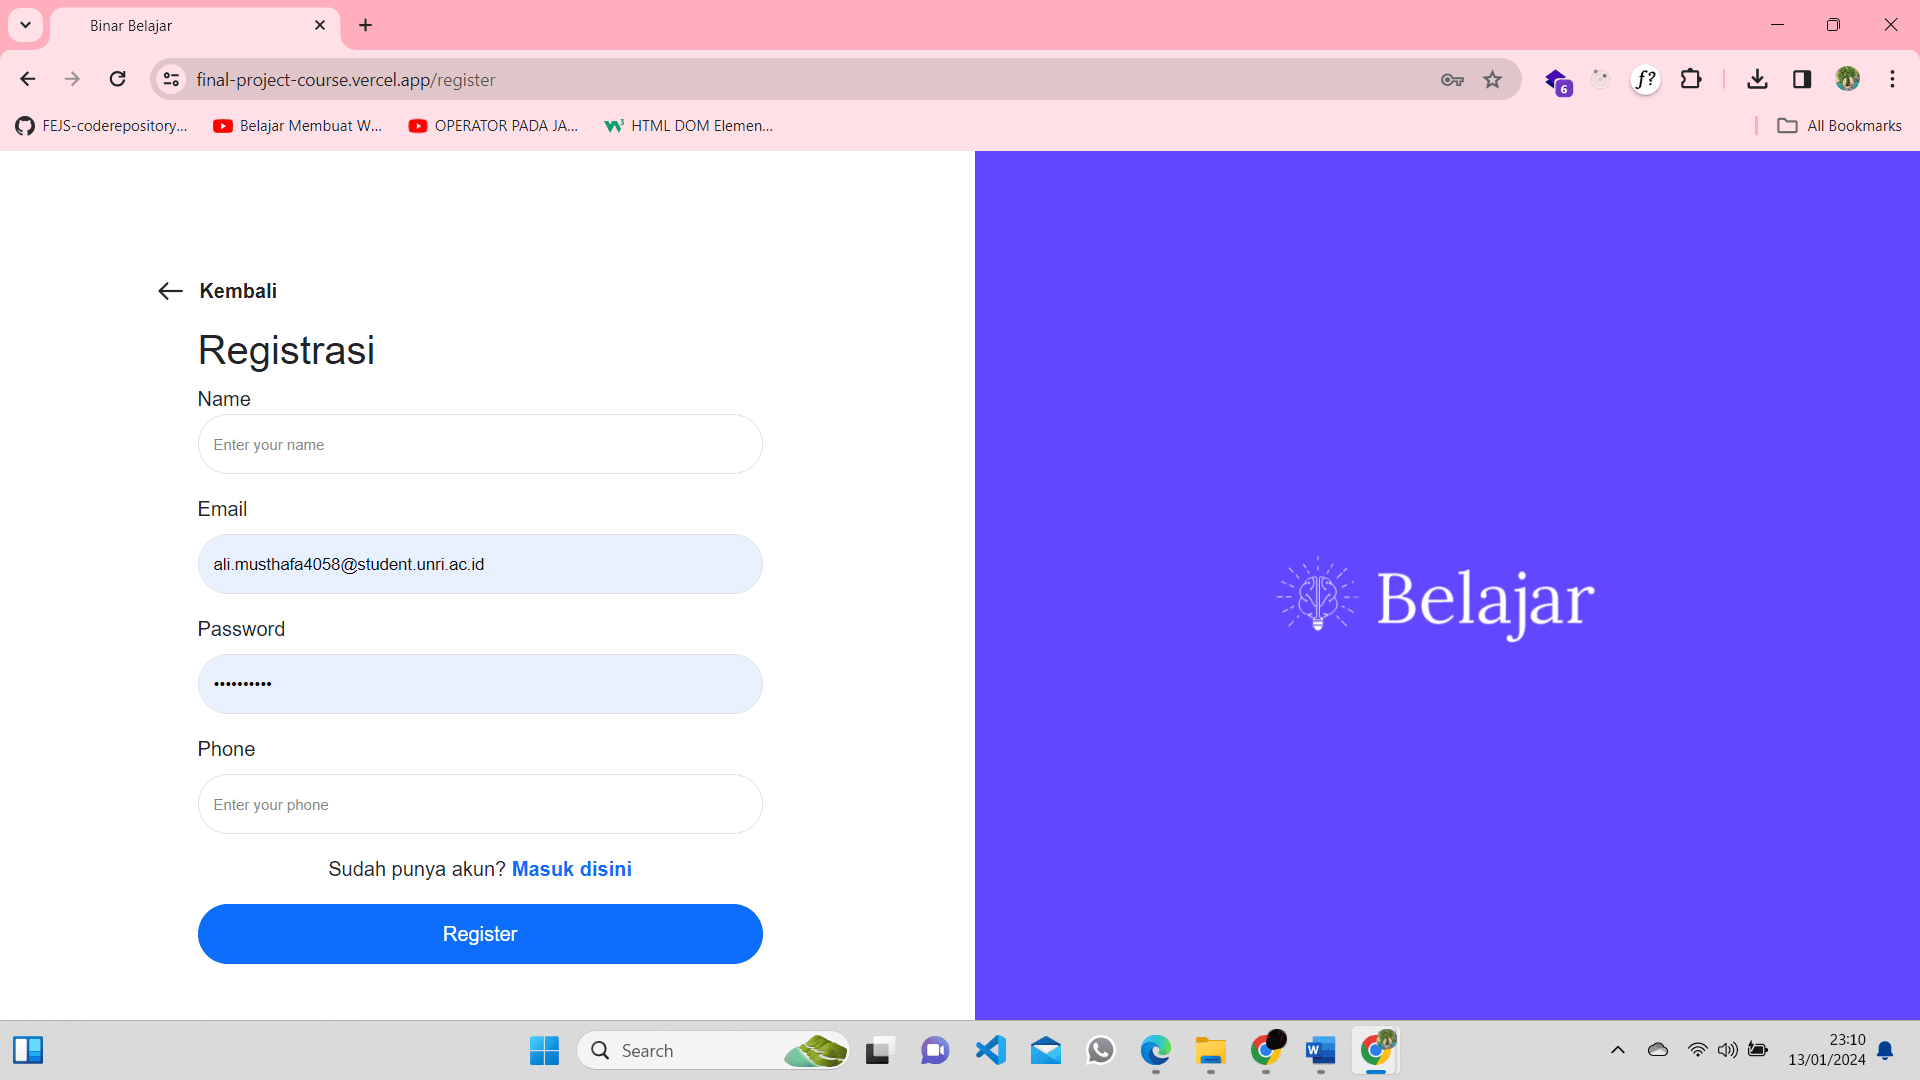 Binar Belajar
final-project-course.vercel.app/register
6
f?
FEJS-coderepository...
Belajar Membuat W...
OPERATOR PADA JA...
HTML DOM Elemen...
All Bookmarks
Kembali
Registrasi
Name
Enter your name
Email
ali.musthafa4058@student.unri.ac.id
Password
••••••••••
Phone
Enter your phone
Sudah punya akun? Masuk disini
Register
Belajar
Search
23:10
13/01/2024